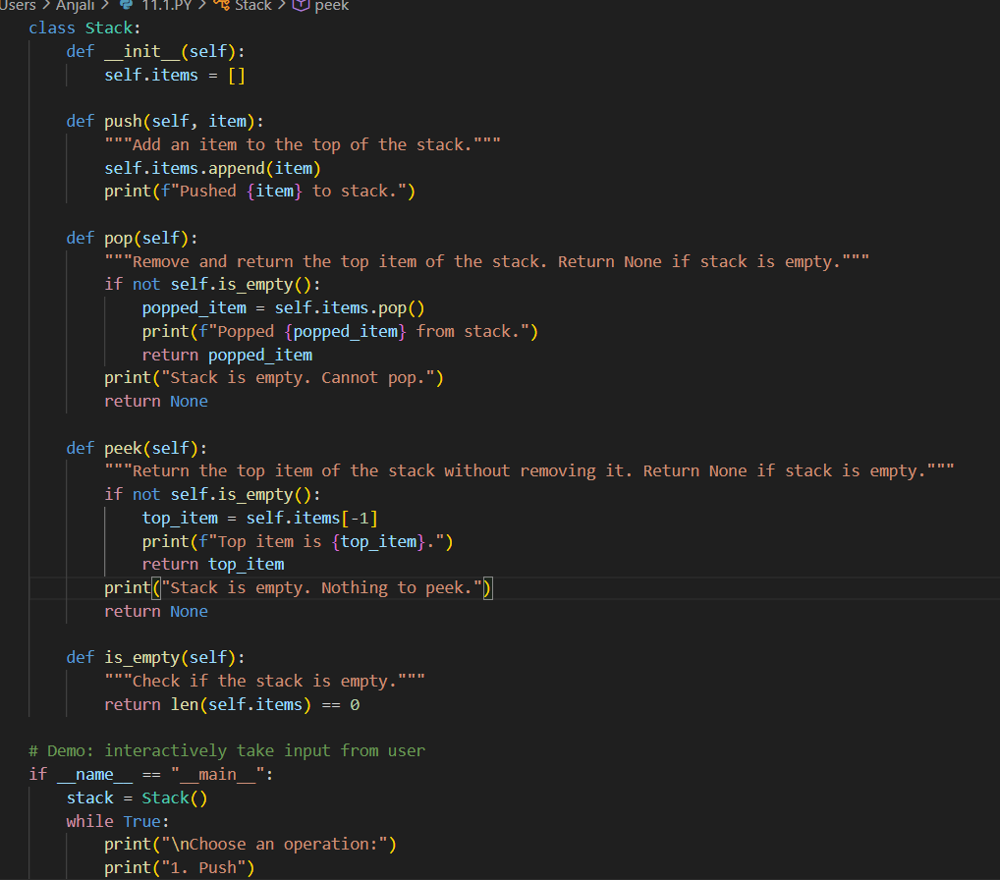 Users > Anjali > 11.1.PY > Stack > peek
class Stack:
    def __init__(self):
        self.items = []

    def push(self, item):
        """Add an item to the top of the stack."""
        self.items.append(item)
        print(f"Pushed {item} to stack.")

    def pop(self):
        """Remove and return the top item of the stack. Return None if stack is empty."""
        if not self.is_empty():
            popped_item = self.items.pop()
            print(f"Popped {popped_item} from stack.")
            return popped_item
        print("Stack is empty. Cannot pop.")
        return None

    def peek(self):
        """Return the top item of the stack without removing it. Return None if stack is empty."""
        if not self.is_empty():
            top_item = self.items[-1]
            print(f"Top item is {top_item}.")
            return top_item
        print("Stack is empty. Nothing to peek.")
        return None

    def is_empty(self):
        """Check if the stack is empty."""
        return len(self.items) == 0

# Demo: interactively take input from user
if __name__ == "__main__":
    stack = Stack()
    while True:
        print("\nChoose an operation:")
        print("1. Push")